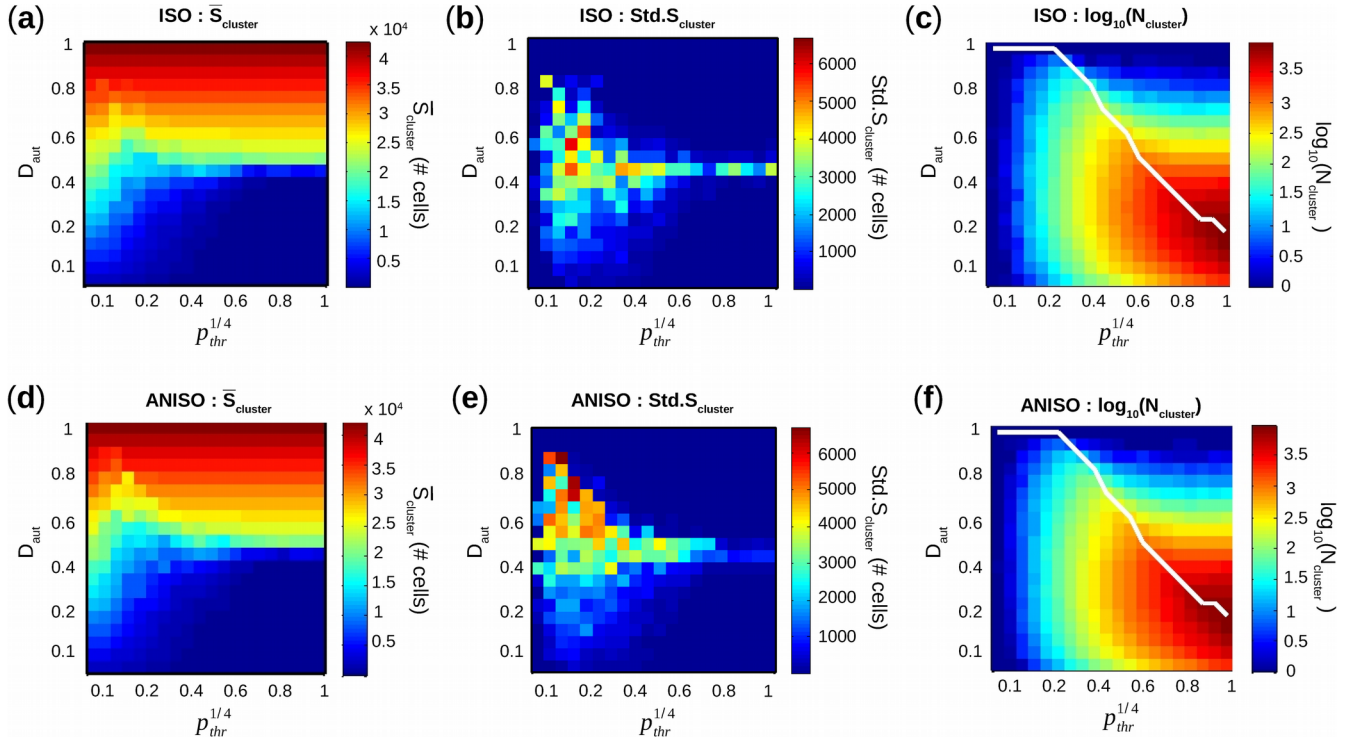 (a)
ISO : S̅cluster
x 10⁴
Daut
1
0.8
0.6
0.4
0.2
0.1
0.1 0.2 0.4 0.6 0.8 1
p_thr^1/4
4
3.5
3
2.5
2
1.5
1
0.5
S̅cluster (# cells)
(b)
ISO : Std.Scluster
Daut
1
0.8
0.6
0.4
0.2
0.1
0.1 0.2 0.4 0.6 0.8 1
p_thr^1/4
6000
5000
4000
3000
2000
1000
Std.Scluster (# cells)
(c)
ISO : log₁₀(Ncluster)
Daut
1
0.8
0.6
0.4
0.2
0.1
0.1 0.2 0.4 0.6 0.8 1
p_thr^1/4
3.5
3
2.5
2
1.5
1
0.5
0
log₁₀(Ncluster)
(d)
ANISO : S̅cluster
x 10⁴
Daut
1
0.8
0.6
0.4
0.2
0.1
0.1 0.2 0.4 0.6 0.8 1
p_thr^1/4
4
3.5
3
2.5
2
1.5
1
0.5
S̅cluster (# cells)
(e)
ANISO : Std.Scluster
Daut
1
0.8
0.6
0.4
0.2
0.1
0.1 0.2 0.4 0.6 0.8 1
p_thr^1/4
6000
5000
4000
3000
2000
1000
Std.Scluster (# cells)
(f)
ANISO : log₁₀(Ncluster)
Daut
1
0.8
0.6
0.4
0.2
0.1
0.1 0.2 0.4 0.6 0.8 1
p_thr^1/4
3.5
3
2.5
2
1.5
1
0.5
0
log₁₀(Ncluster)